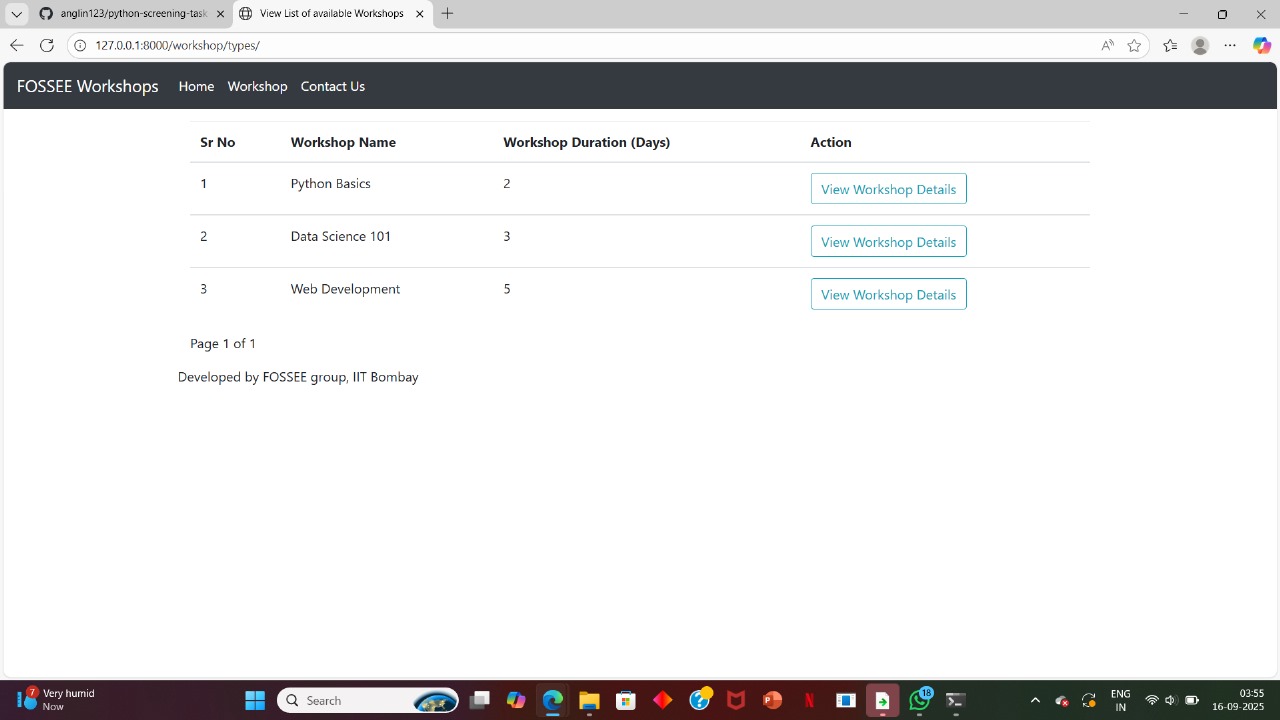 anglin123/python-screening-task
View List of available Workshops
127.0.0.1:8000/workshop/types/
FOSSEE Workshops Home Workshop Contact Us
Sr No Workshop Name Workshop Duration (Days) Action
1 Python Basics 2 View Workshop Details
2 Data Science 101 3 View Workshop Details
3 Web Development 5 View Workshop Details
Page 1 of 1
Developed by FOSSEE group, IIT Bombay
7 Very humid
Now
Search
18
ENG
IN
03:55
16-09-2025